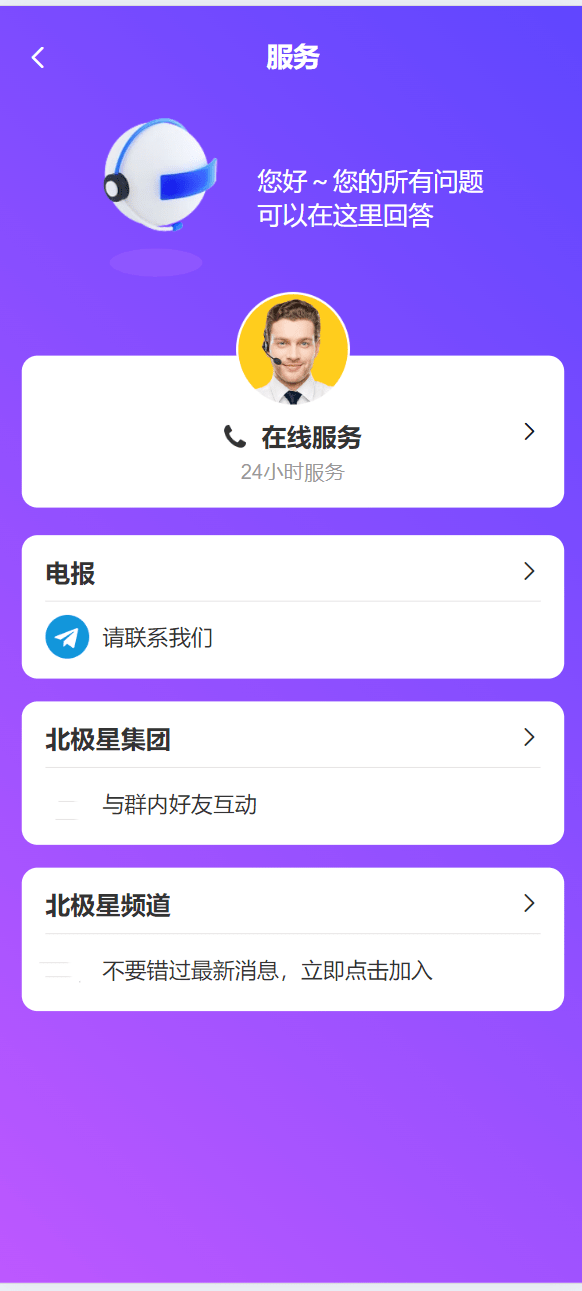 服务
您好～您的所有问题
可以在这里回答
在线服务
24小时服务
电报
请联系我们
北极星集团
与群内好友互动
北极星频道
不要错过最新消息，立即点击加入